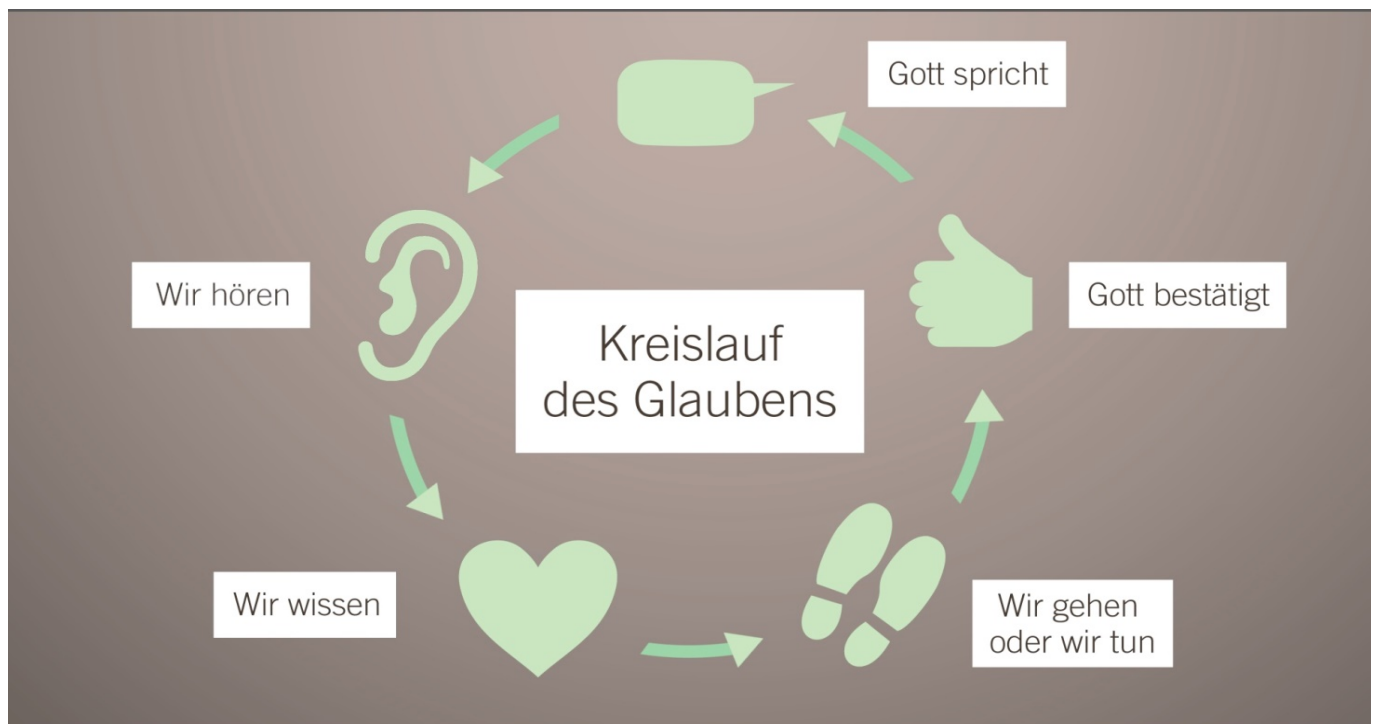 Gott spricht
Wir hören
Gott bestätigt
Kreislauf
des Glaubens
Wir wissen
Wir gehen
oder wir tun